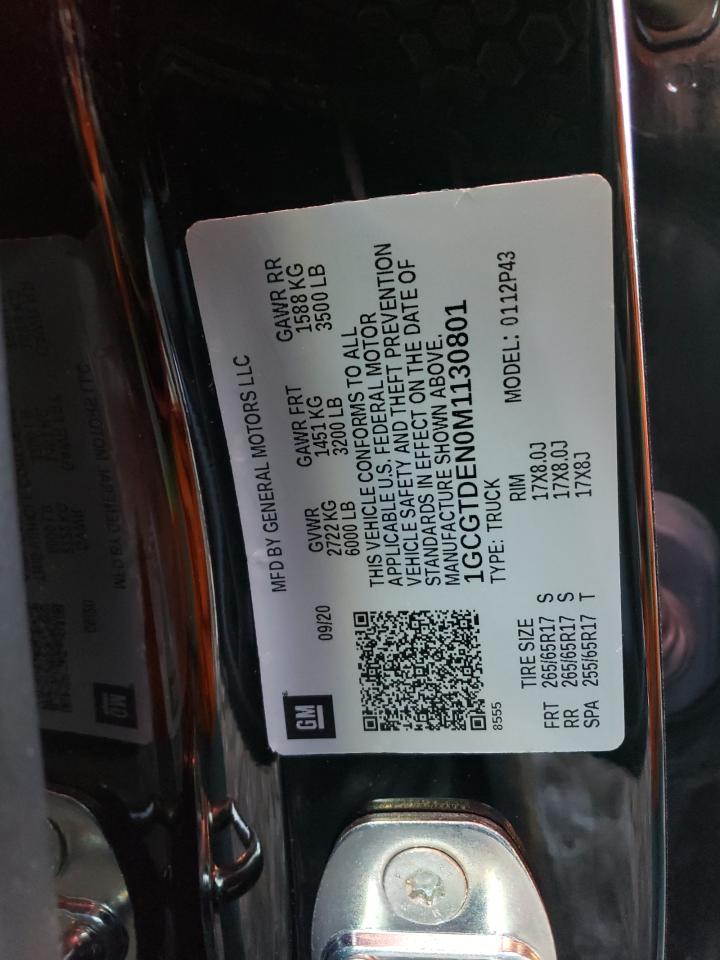 GM
MFD BY GENERAL MOTORS LLC
09/20
GVWR GAWR FRT GAWR RR
2722 KG 1451 KG 1588 KG
6000 LB 3200 LB 3500 LB
THIS VEHICLE CONFORMS TO ALL
APPLICABLE U.S. FEDERAL MOTOR
VEHICLE SAFETY AND THEFT PREVENTION
STANDARDS IN EFFECT ON THE DATE OF
MANUFACTURE SHOWN ABOVE.
1GCGTDEN0M1130801
8555
TYPE: TRUCK MODEL: 0112P43
TIRE SIZE RIM
FRT 265/65R17 S 17X8.0J
RR 265/65R17 S 17X8.0J
SPA 255/65R17 T 17X8J